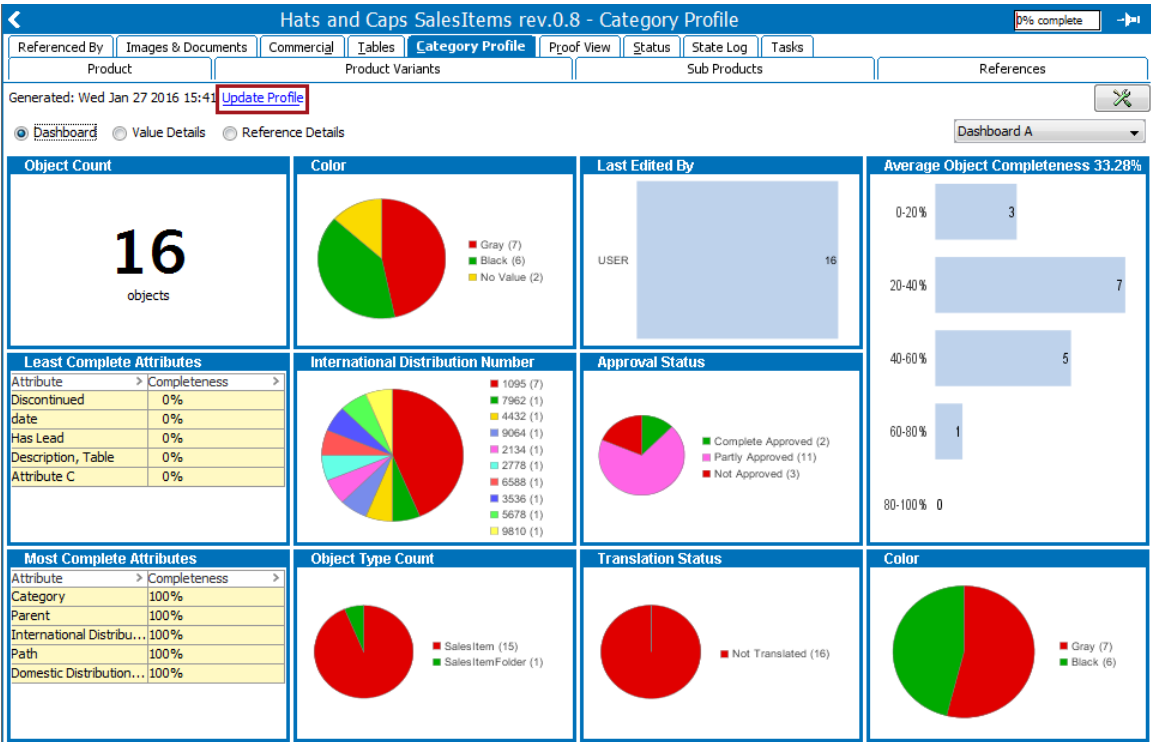 Hats and Caps SalesItems rev.0.8 - Category Profile
0% complete
Referenced By Images & Documents Commercial Tables Category Profile Proof View Status State Log Tasks
Product Product Variants Sub Products References
Generated: Wed Jan 27 2016 15:41 Update Profile
Dashboard Value Details Reference Details Dashboard A
Object Count
16
objects
Color
Gray (7)
Black (6)
No Value (2)
Last Edited By
USER 16
Average Object Completeness 33.28%
0-20% 3
20-40% 7
40-60% 5
60-80% 1
80-100% 0
Least Complete Attributes
Attribute > Completeness >
Discontinued 0%
date 0%
Has Lead 0%
Description, Table 0%
Attribute C 0%
International Distribution Number
1095 (7)
7962 (1)
4432 (1)
9064 (1)
2134 (1)
2778 (1)
6588 (1)
3536 (1)
5678 (1)
9810 (1)
Approval Status
Complete Approved (2)
Partly Approved (11)
Not Approved (3)
Most Complete Attributes
Attribute > Completeness >
Category 100%
Parent 100%
International Distribu... 100%
Path 100%
Domestic Distribution... 100%
Object Type Count
SalesItem (15)
SalesItemFolder (1)
Translation Status
Not Translated (16)
Color
Gray (7)
Black (6)